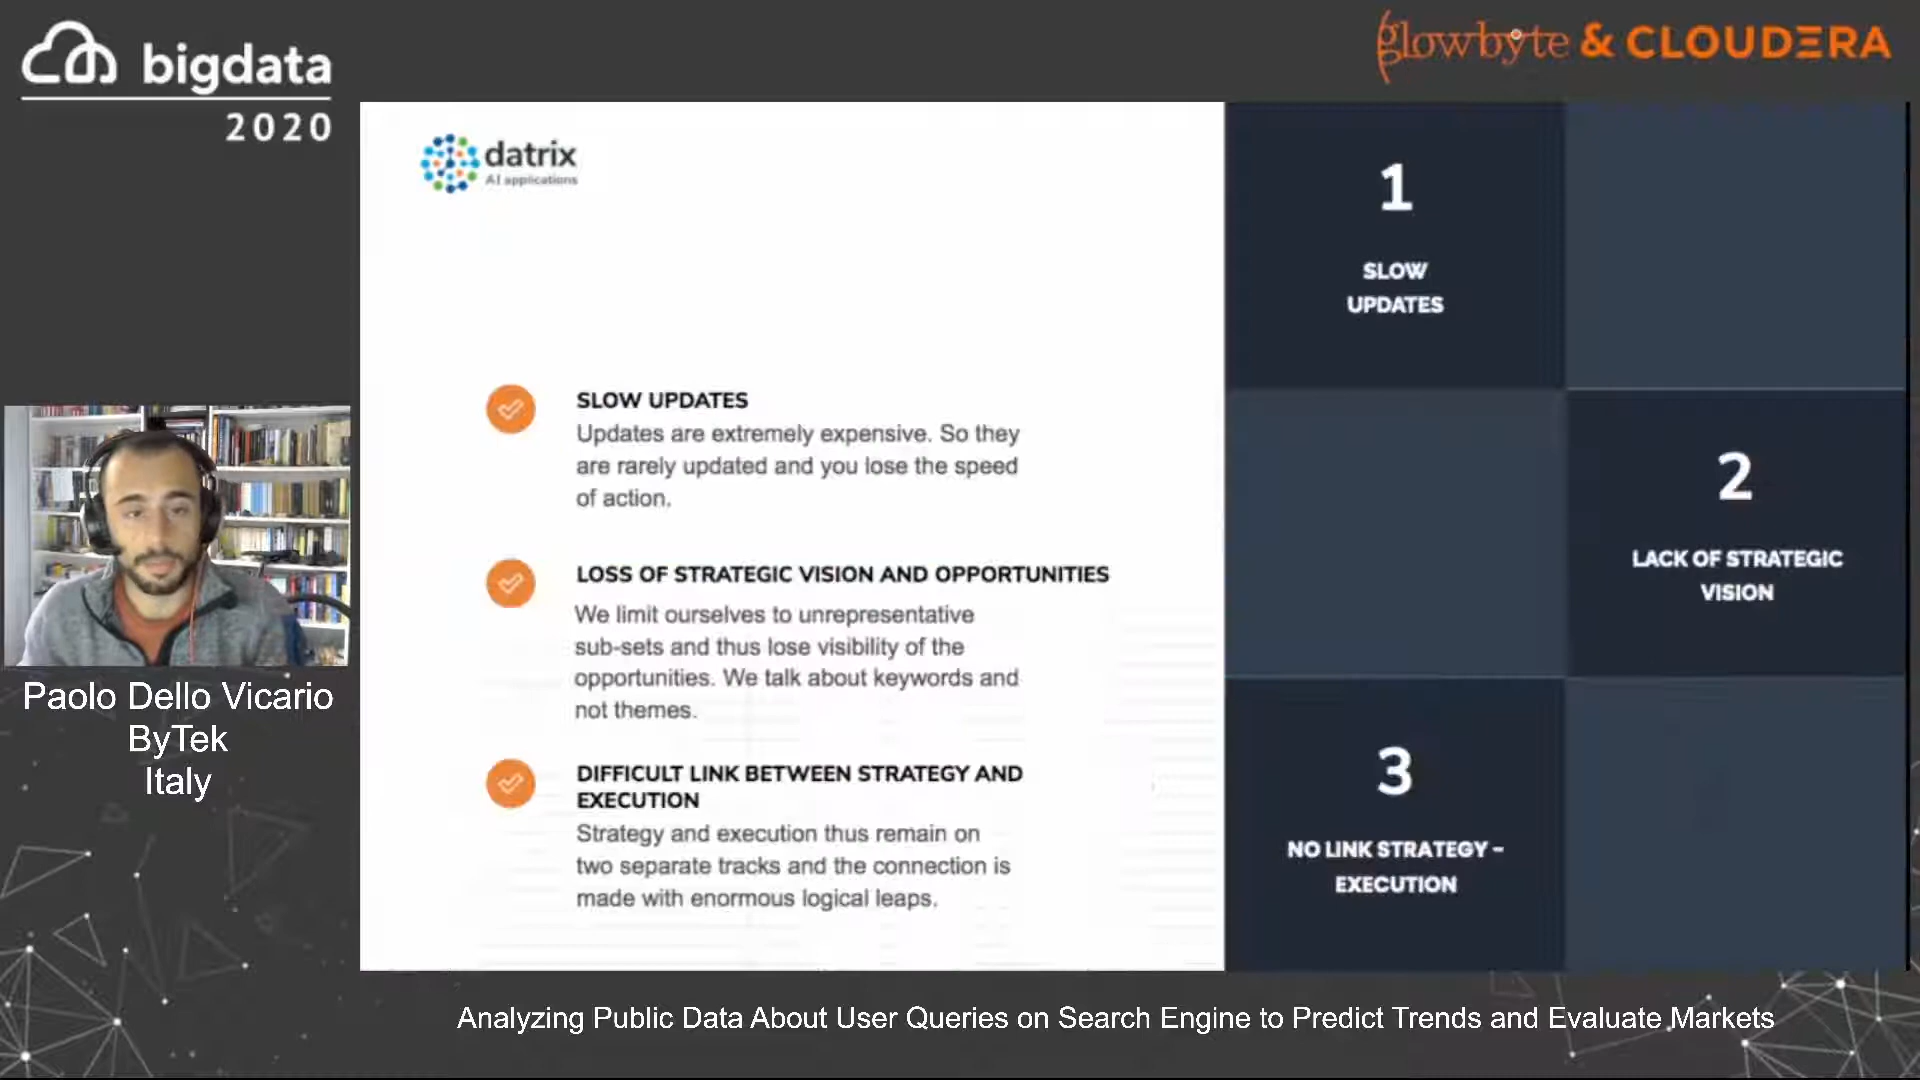 bigdata
2020
glowbyte & CLOUDERA
datrix
AI applications
SLOW UPDATES
Updates are extremely expensive. So they
are rarely updated and you lose the speed
of action.
LOSS OF STRATEGIC VISION AND OPPORTUNITIES
We limit ourselves to unrepresentative
sub-sets and thus lose visibility of the
opportunities. We talk about keywords and
not themes.
DIFFICULT LINK BETWEEN STRATEGY AND
EXECUTION
Strategy and execution thus remain on
two separate tracks and the connection is
made with enormous logical leaps.
1
SLOW
UPDATES
2
LACK OF STRATEGIC
VISION
3
NO LINK STRATEGY –
EXECUTION
Paolo Dello Vicario
ByTek
Italy
Analyzing Public Data About User Queries on Search Engine to Predict Trends and Evaluate Markets